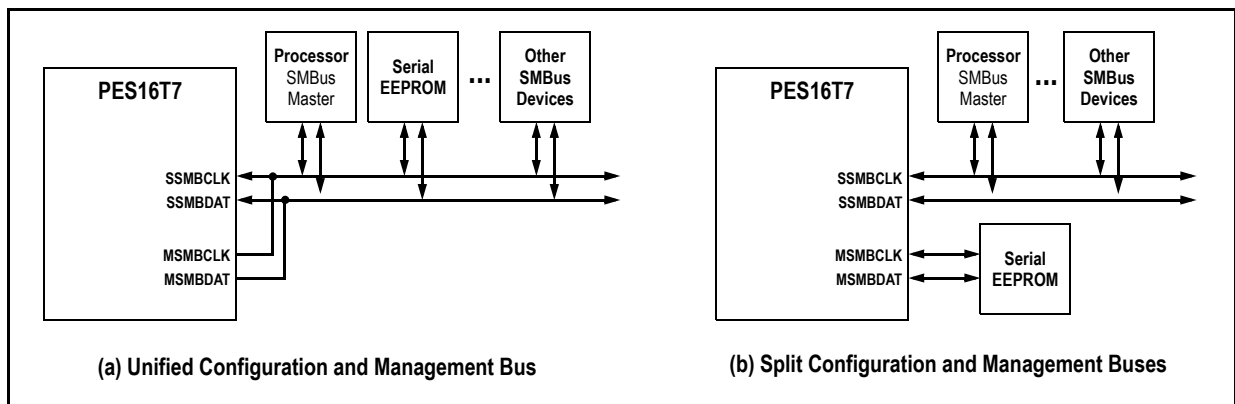 PES16T7
Processor
SMBus
Master
Serial
EEPROM
...
Other
SMBus
Devices
SSMBCLK
SSMBDAT
MSMBCLK
MSMBDAT
(a) Unified Configuration and Management Bus
PES16T7
Processor
SMBus
Master
...
Other
SMBus
Devices
SSMBCLK
SSMBDAT
MSMBCLK
MSMBDAT
Serial
EEPROM
(b) Split Configuration and Management Buses